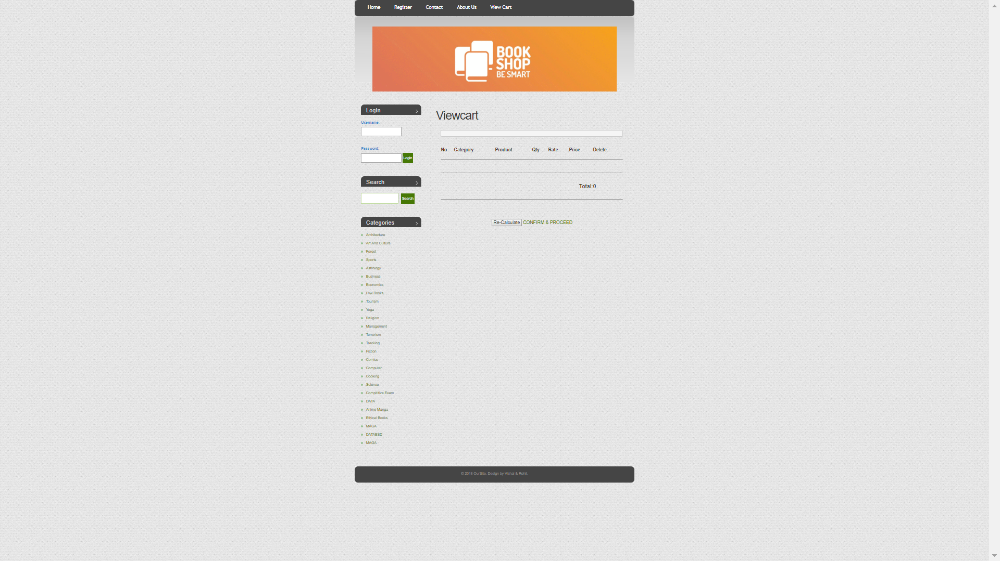 Home Register Contact About Us View Cart
BOOK
SHOP
BE SMART
LogIn
Username:
Password:
Login
Search
Search
Categories
Architecture
Art And Culture
Forest
Sports
Astrology
Business
Economics
Low Books
Tourism
Yoga
Religion
Management
Terrorism
Tracking
Fiction
Comics
Computer
Cooking
Science
Compititive Exam
DATA
Anime Manga
Ethical Books
MAGA
DATABSD
MAGA
Viewcart
No Category Product Qty Rate Price Delete
Total:0
Re-Calculate CONFIRM & PROCEED
© 2018 OurSite. Design by Vishal & Rohit.